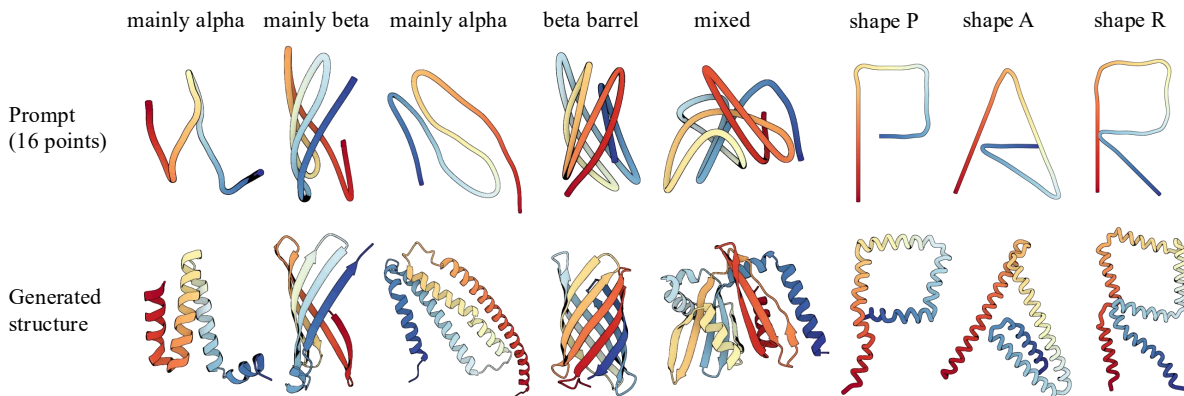 mainly alpha mainly beta mainly alpha beta barrel mixed shape P shape A shape R
Prompt
(16 points)
Generated
structure